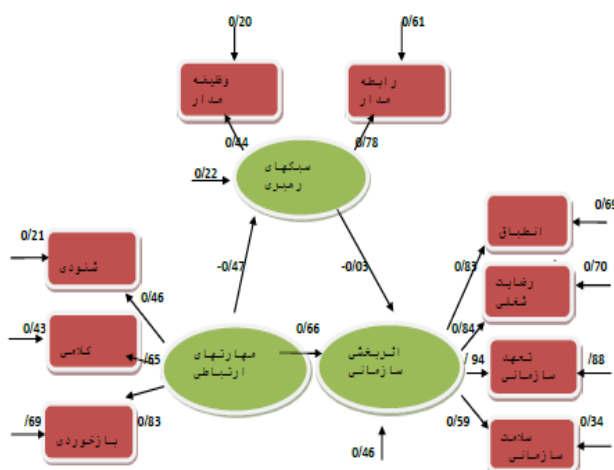 0/20
0/61
وظیفه
مدار
رابطه
مدار
0/44
0/78
0/22
سبکهای
رهبری
0/69
انطباق
0/21
شنودی
-0/47
-0/03
0/83
رضایت
شغلی
0/70
0/46
0/43
کلامی
/65
مهارتهای
ارتباطی
0/66
اثربخشی
سازمانی
0/84
/94
تعهد
سازمانی
/88
/69
بازخوردی
0/83
0/59
سلامت
سازمانی
0/34
0/46